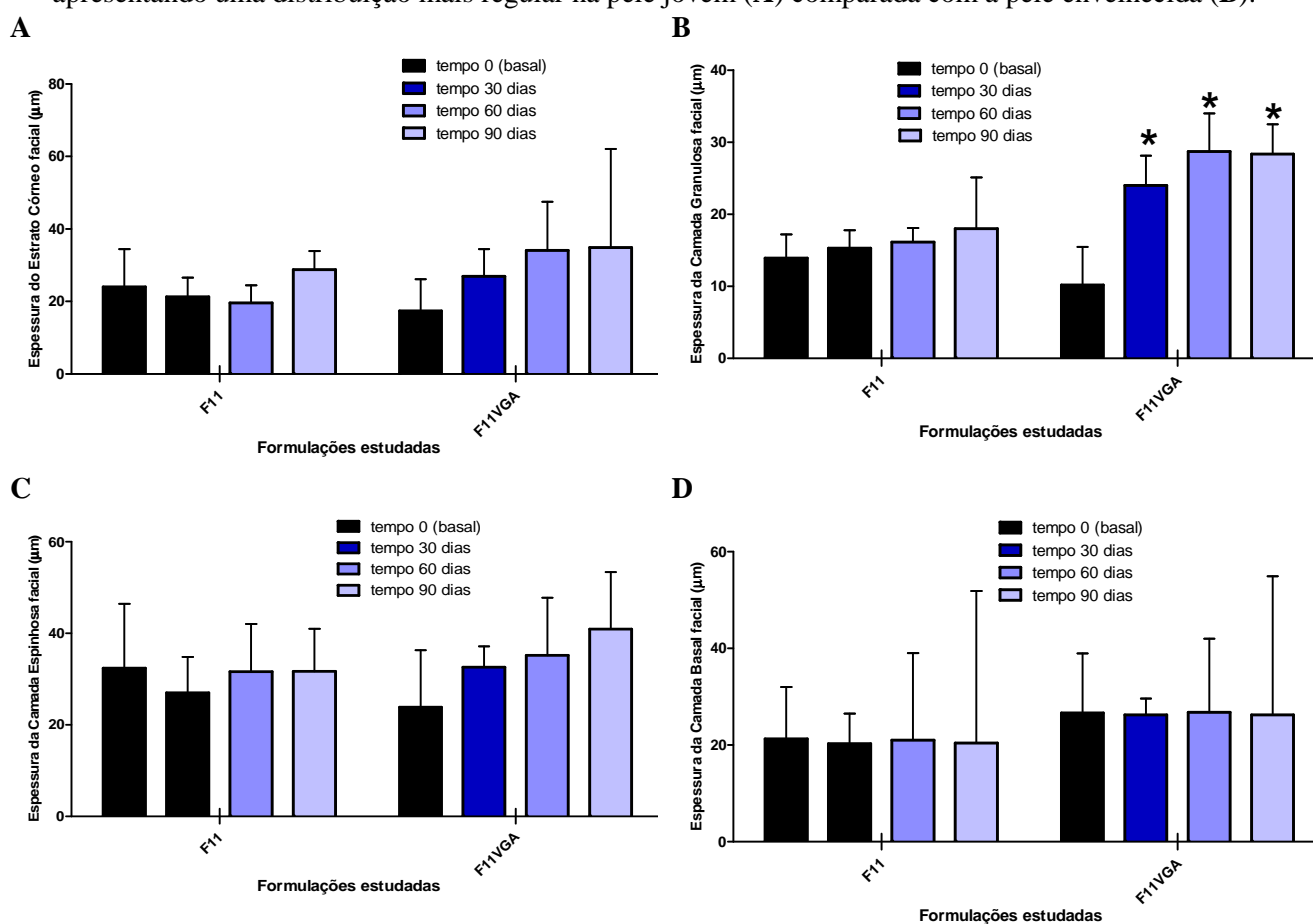 apresentando uma distribuição mais regular na pele jovem (A) comparada com a pele envelhecida (B).
A
tempo 0 (basal)
tempo 30 dias
tempo 60 dias
tempo 90 dias
Espessura do Estrato Córneo facial (µm)
80
60
40
20
0
F11
F11VGA
Formulações estudadas
B
tempo 0 (basal)
tempo 30 dias
tempo 60 dias
tempo 90 dias
Espessura da Camada Granulosa facial (µm)
40
30
20
10
0
* * *
F11
F11VGA
Formulações estudadas
C
tempo 0 (basal)
tempo 30 dias
tempo 60 dias
tempo 90 dias
Espessura da Camada Espinhosa facial (µm)
60
40
20
0
F11
F11VGA
Formulações estudadas
D
tempo 0 (basal)
tempo 30 dias
tempo 60 dias
tempo 90 dias
Espessura da Camada Basal facial (µm)
60
40
20
0
F11
F11VGA
Formulações estudadas